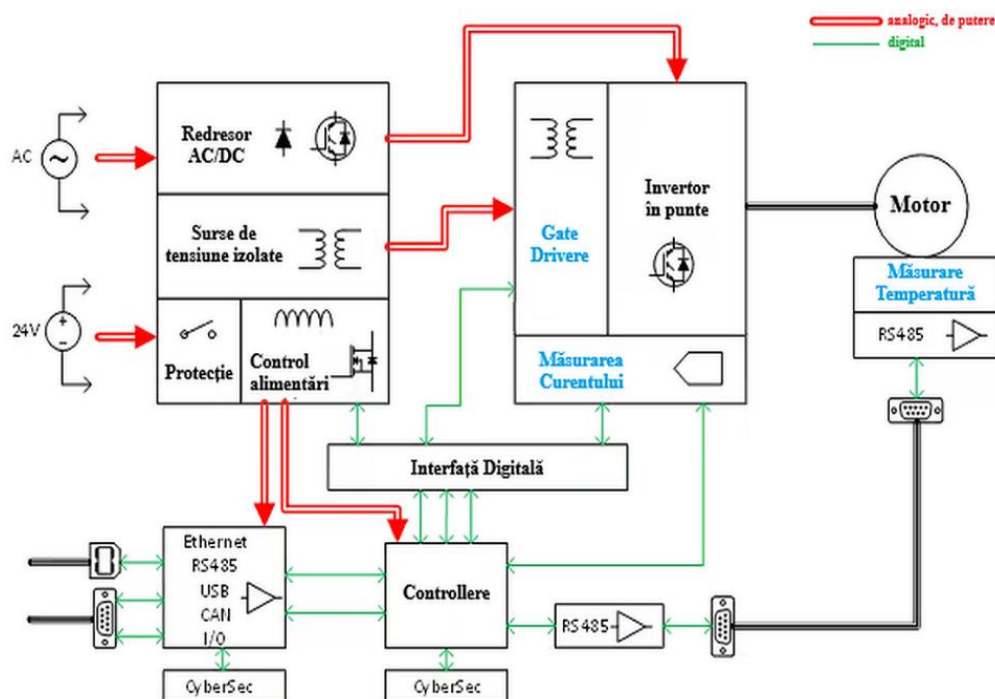 analogic, de putere
digital
AC
Redresor
AC/DC
Surse de
tensiune izolate
24V
Protecție
Control
alimentări
Gate
Drivere
Invertor
în punte
Măsurarea
Curentului
Motor
Măsurare
Temperatură
RS485
Interfață Digitală
Ethernet
RS485
USB
CAN
I/O
Controllere
RS485
CyberSec
CyberSec